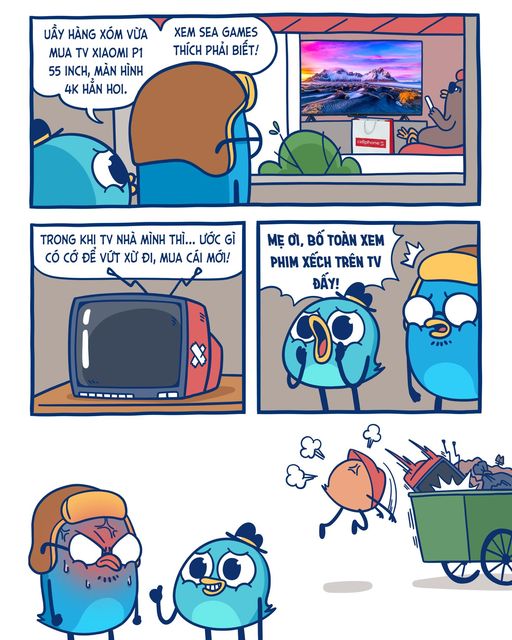 UẦY HÀNG XÓM VỪA
MUA TV XIAOMI P1
55 INCH, MÀN HÌNH
4K HẲN HOI.
XEM SEA GAMES
THÍCH PHẢI BIẾT!
cellphoneS
TRONG KHI TV NHÀ MÌNH THÌ... ƯỚC GÌ
CÓ CỚ ĐỂ VỨT XỪ ĐI, MUA CÁI MỚI!
MẸ ƠI, BỐ TOÀN XEM
PHIM XẾCH TRÊN TV
ĐẤY!